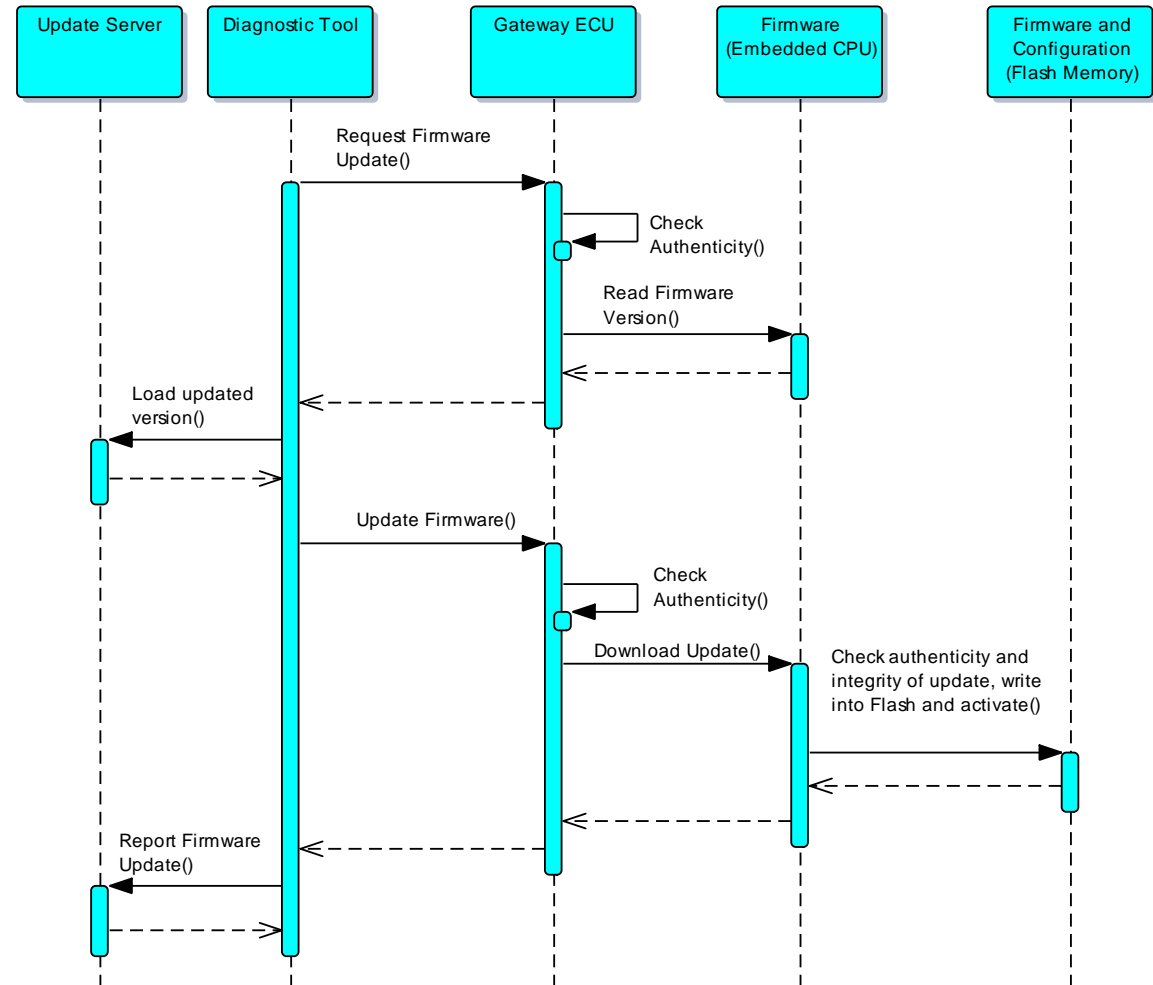 Update Server
Diagnostic Tool
Gateway ECU
Firmware
(Embedded CPU)
Firmware and
Configuration
(Flash Memory)
Request Firmware
Update()
Check
Authenticity()
Read Firmware
Version()
Load updated
version()
Update Firmware()
Check
Authenticity()
Download Update()
Check authenticity and
integrity of update, write
into Flash and activate()
Report Firmware
Update()